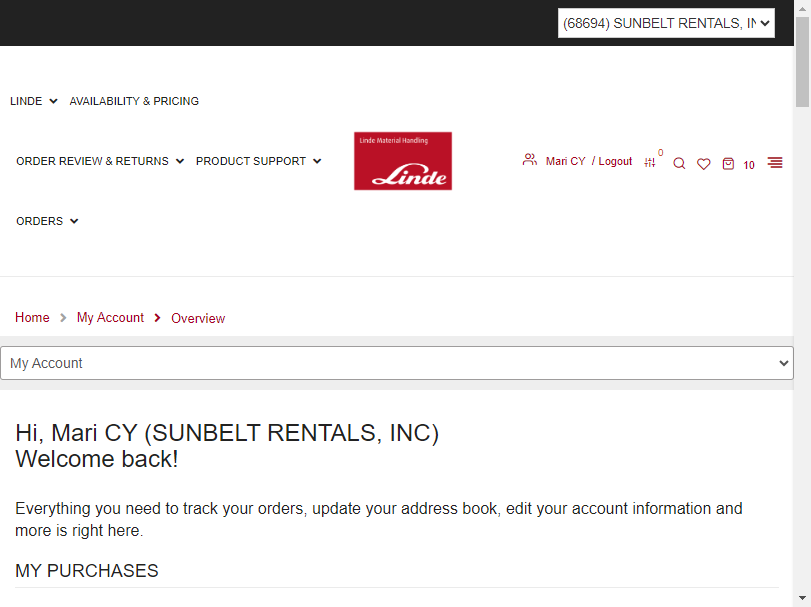 (68694) SUNBELT RENTALS, IN
LINDE AVAILABILITY & PRICING
ORDER REVIEW & RETURNS PRODUCT SUPPORT
ORDERS
Linde Material Handling
Linde
Mari CY / Logout 0 10
Home My Account Overview
My Account
Hi, Mari CY (SUNBELT RENTALS, INC)
Welcome back!
Everything you need to track your orders, update your address book, edit your account information and
more is right here.
MY PURCHASES